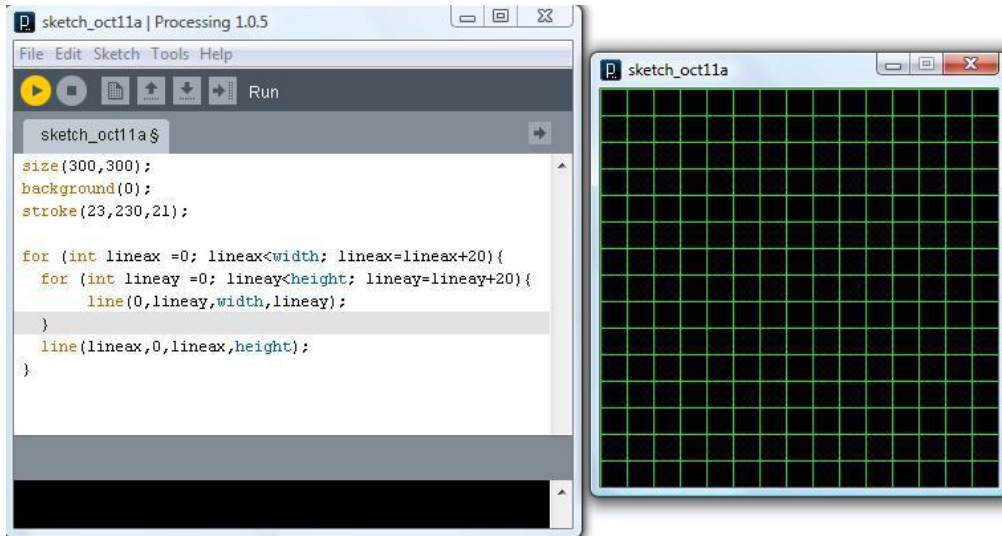 sketch_oct11a | Processing 1.0.5
File Edit Sketch Tools Help
Run
sketch_oct11a §
size(300,300);
background(0);
stroke(23,230,21);
for (int lineax =0; lineax<width; lineax=lineax+20){
for (int lineay =0; lineay<height; lineay=lineay+20){
line(0,lineay,width,lineay);
}
line(lineax,0,lineax,height);
}
sketch_oct11a